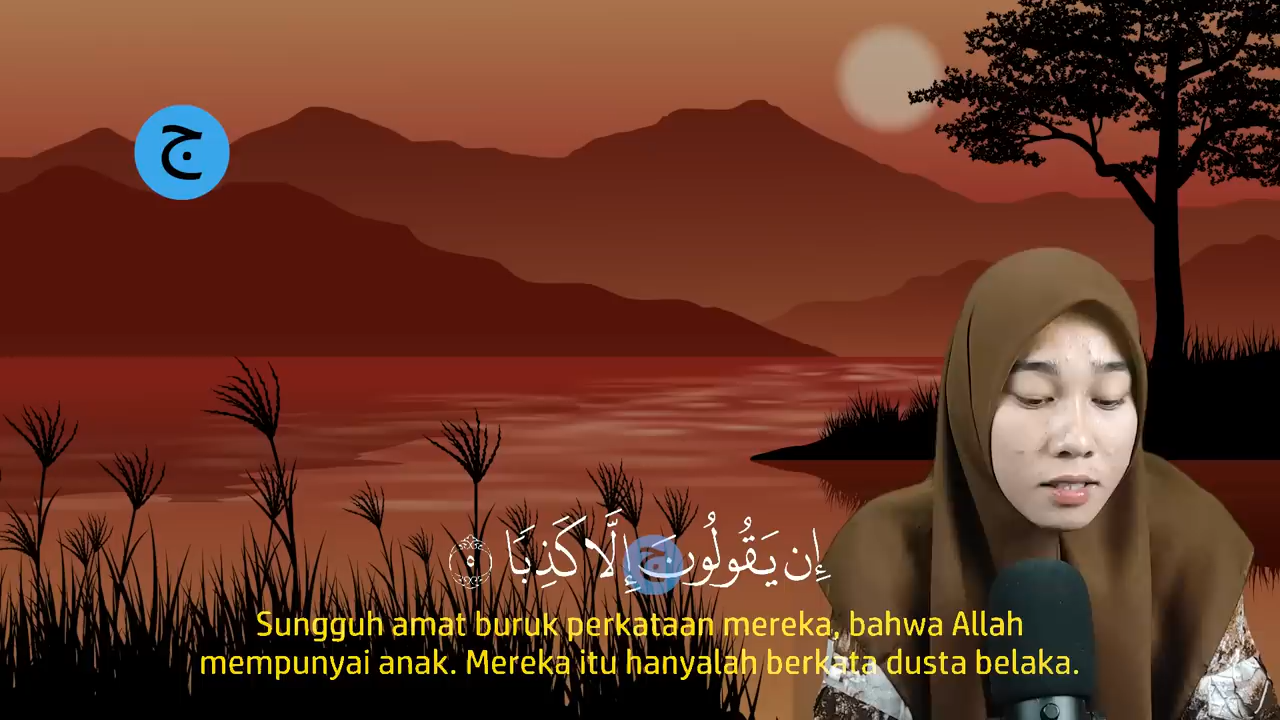 ج
إِن يَقُولُونَ إِلَّا كَذِبًا ٥
ج
Sungguh amat buruk perkataan mereka, bahwa Allah
mempunyai anak. Mereka itu hanyalah berkata dusta belaka.